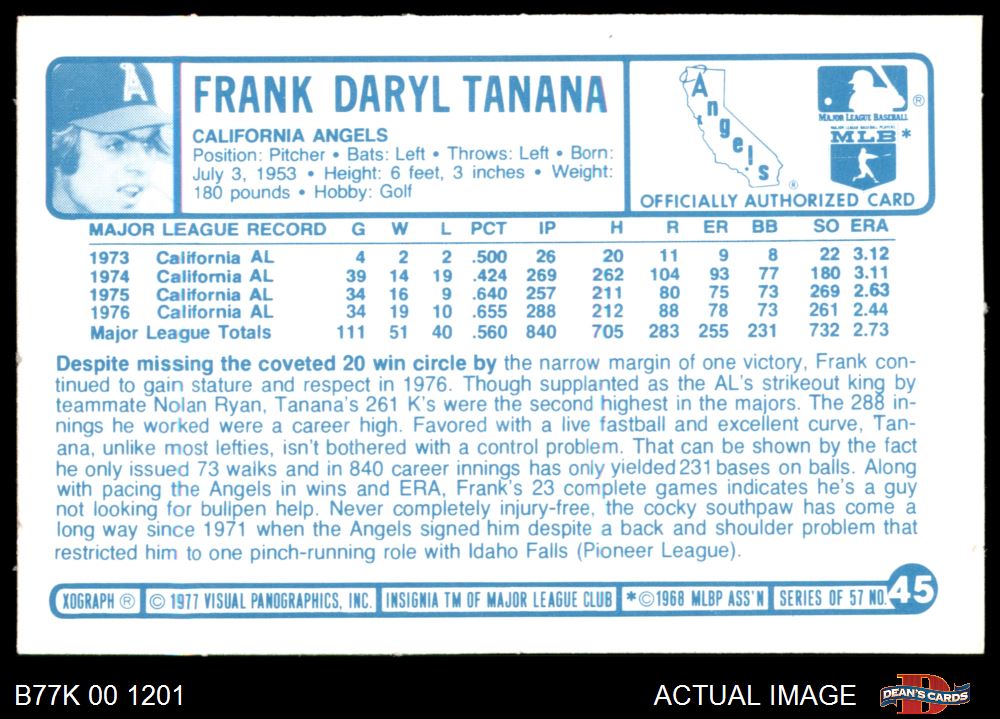 A
FRANK DARYL TANANA
CALIFORNIA ANGELS
Position: Pitcher • Bats: Left • Throws: Left • Born:
July 3, 1953 • Height: 6 feet, 3 inches • Weight:
180 pounds • Hobby: Golf
Angels
®
MAJOR LEAGUE BASEBALL
®
MAJOR LEAGUE BASEBALL PLAYERS
MLB*
OFFICIALLY AUTHORIZED CARD
MAJOR LEAGUE RECORD G W L PCT IP H R ER BB SO ERA
1973 California AL 4 2 2 .500 26 20 11 9 8 22 3.12
1974 California AL 39 14 19 .424 269 262 104 93 77 180 3.11
1975 California AL 34 16 9 .640 257 211 80 75 73 269 2.63
1976 California AL 34 19 10 .655 288 212 88 78 73 261 2.44
Major League Totals 111 51 40 .560 840 705 283 255 231 732 2.73
Despite missing the coveted 20 win circle by the narrow margin of one victory, Frank con-
tinued to gain stature and respect in 1976. Though supplanted as the AL's strikeout king by
teammate Nolan Ryan, Tanana's 261 K's were the second highest in the majors. The 288 in-
nings he worked were a career high. Favored with a live fastball and excellent curve, Tan-
ana, unlike most lefties, isn't bothered with a control problem. That can be shown by the fact
he only issued 73 walks and in 840 career innings has only yielded 231 bases on balls. Along
with pacing the Angels in wins and ERA, Frank's 23 complete games indicates he's a guy
not looking for bullpen help. Never completely injury-free, the cocky southpaw has come a
long way since 1971 when the Angels signed him despite a back and shoulder problem that
restricted him to one pinch-running role with Idaho Falls (Pioneer League).
XOGRAPH ® © 1977 VISUAL PANOGRAPHICS, INC. INSIGNIA TM OF MAJOR LEAGUE CLUB *©1968 MLBP ASS'N SERIES OF 57 NO. 45
B77K 00 1201 ACTUAL IMAGE D DEAN'S CARDS